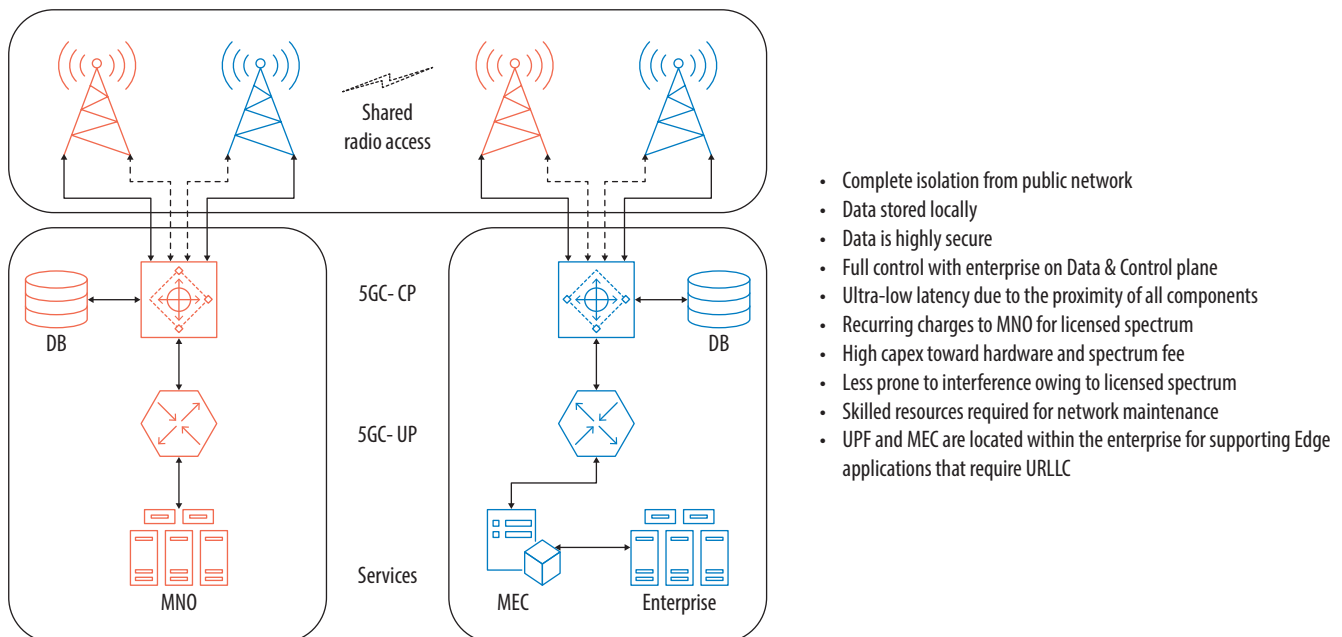 Shared
radio access
DB
5GC- CP
DB
5GC- UP
Services
MNO
MEC
Enterprise
• Complete isolation from public network
• Data stored locally
• Data is highly secure
• Full control with enterprise on Data & Control plane
• Ultra-low latency due to the proximity of all components
• Recurring charges to MNO for licensed spectrum
• High capex toward hardware and spectrum fee
• Less prone to interference owing to licensed spectrum
• Skilled resources required for network maintenance
• UPF and MEC are located within the enterprise for supporting Edge
applications that require URLLC